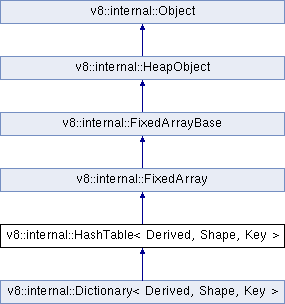 v8::internal::Object
v8::internal::HeapObject
v8::internal::FixedArrayBase
v8::internal::FixedArray
v8::internal::HashTable< Derived, Shape, Key >
v8::internal::Dictionary< Derived, Shape, Key >